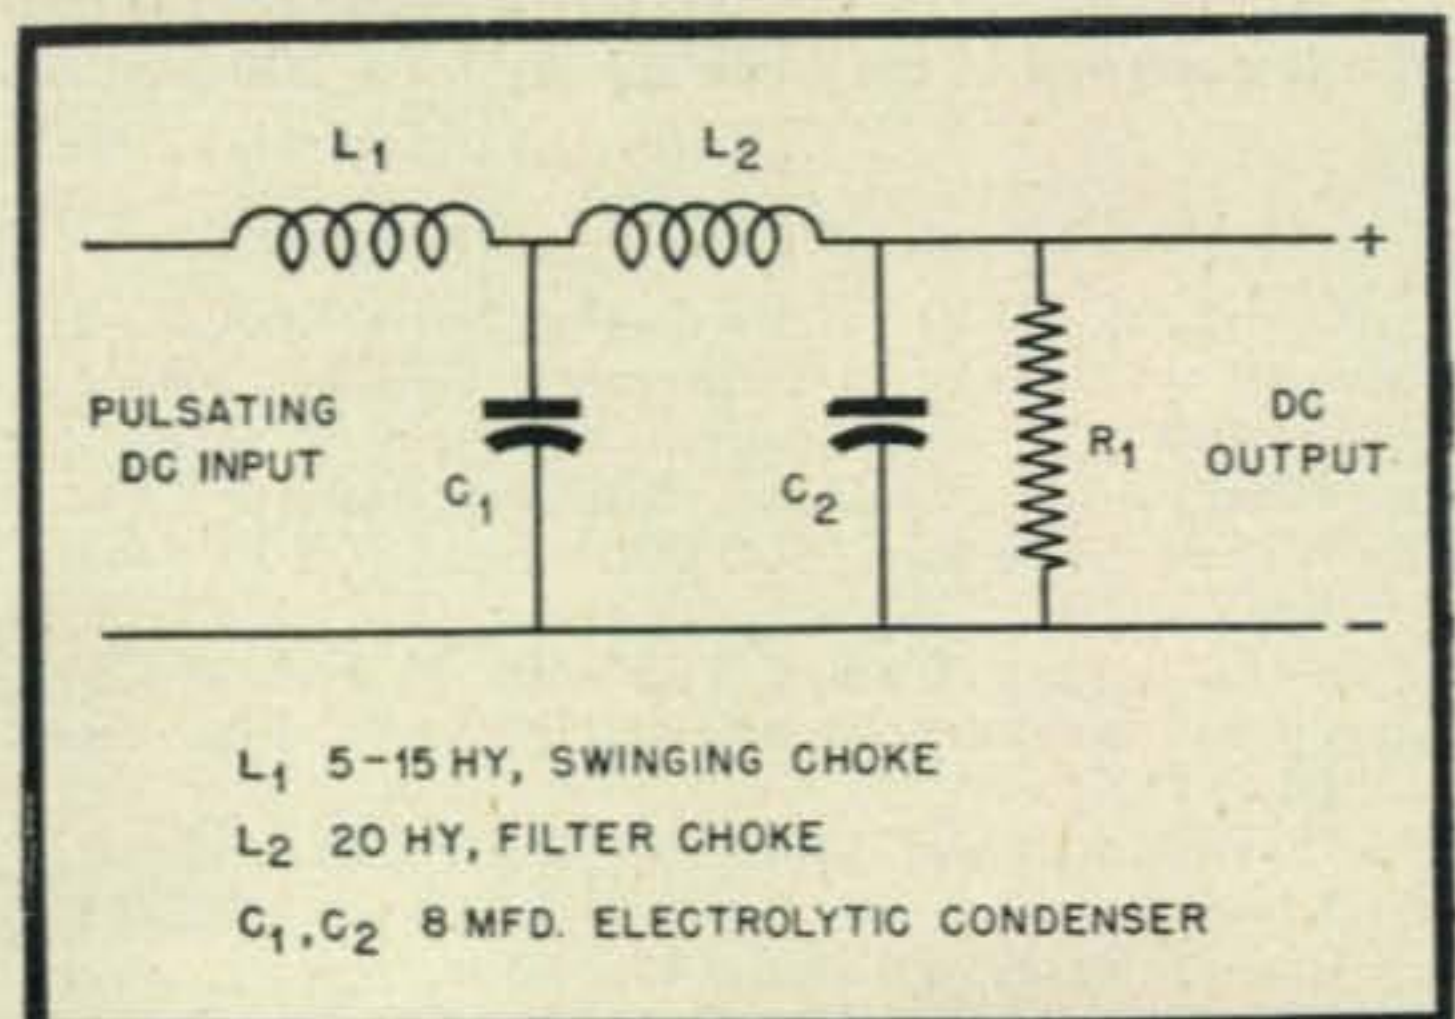 L1 L2
+
PULSATING
DC INPUT
C1
C2
R1
DC
OUTPUT
–
L1 5-15 HY, SWINGING CHOKE
L2 20 HY, FILTER CHOKE
C1, C2 8 MFD. ELECTROLYTIC CONDENSER